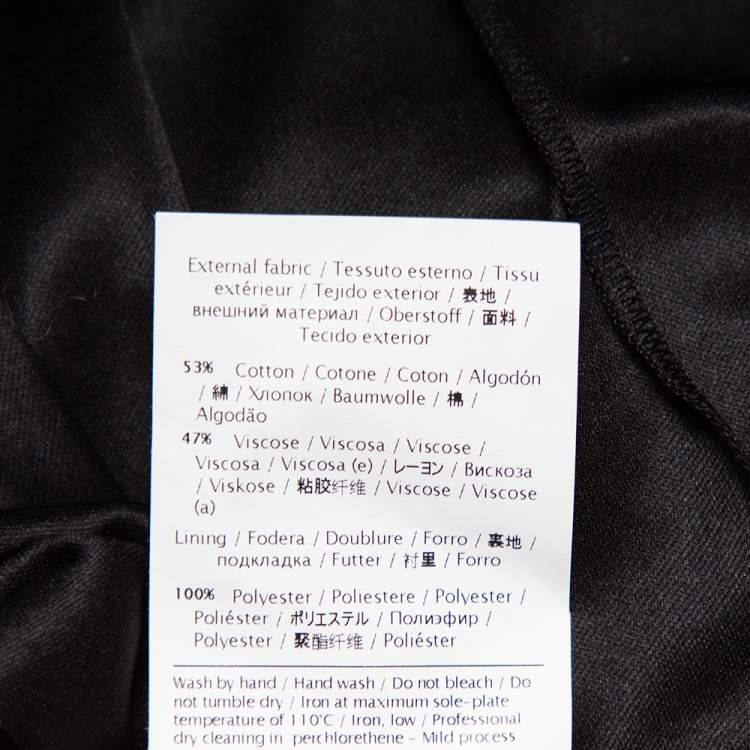 External fabric / Tessuto esterno / Tissu
extérieur / Tejido exterior / 表地 /
внешний материал / Oberstoff / 面料 /
Tecido exterior
53% Cotton / Cotone / Coton / Algodón
/ 綿 / Хлопок / Baumwolle / 棉 /
Algodão
47% Viscose / Viscosa / Viscose /
Viscosa / Viscosa (e) / レーヨン / Вискоза
/ Viskose / 粘胶纤维 / Viscose / Viscose
(a)
Lining / Fodera / Doublure / Forro / 裏地 /
подкладка / Futter / 衬里 / Forro
100% Polyester / Poliestere / Polyester /
Poliéster / ポリエステル / Полиэфир /
Polyester / 聚酯纤维 / Poliéster
Wash by hand / Hand wash / Do not bleach / Do
not tumble dry / Iron at maximum sole-plate
temperature of 110°C / Iron, low / Professional
dry cleaning in perchlorethene - Mild process